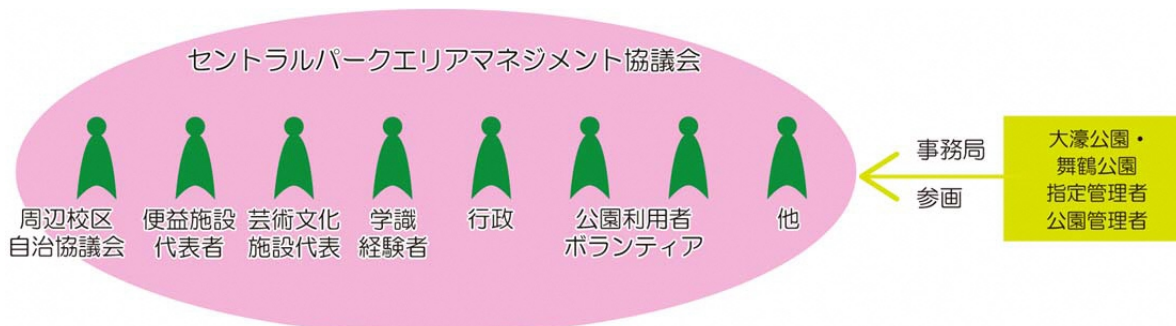 セントラルパークエリアマネジメント協議会
周辺校区
自治協議会
便益施設
代表者
芸術文化
施設代表
学識
経験者
行政
公園利用者
ボランティア
他
事務局
参画
大濠公園・
舞鶴公園
指定管理者
公園管理者